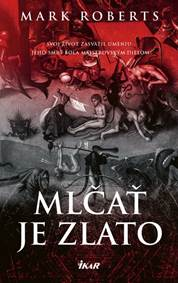 MARK ROBERTS
SVOJ ŽIVOT ZASVÄTIL UMENIU
JEHO SMRŤ BOLA MAJSTROVSKÝM DIELOM
MLČAŤ
JE ZLATO
IKAR